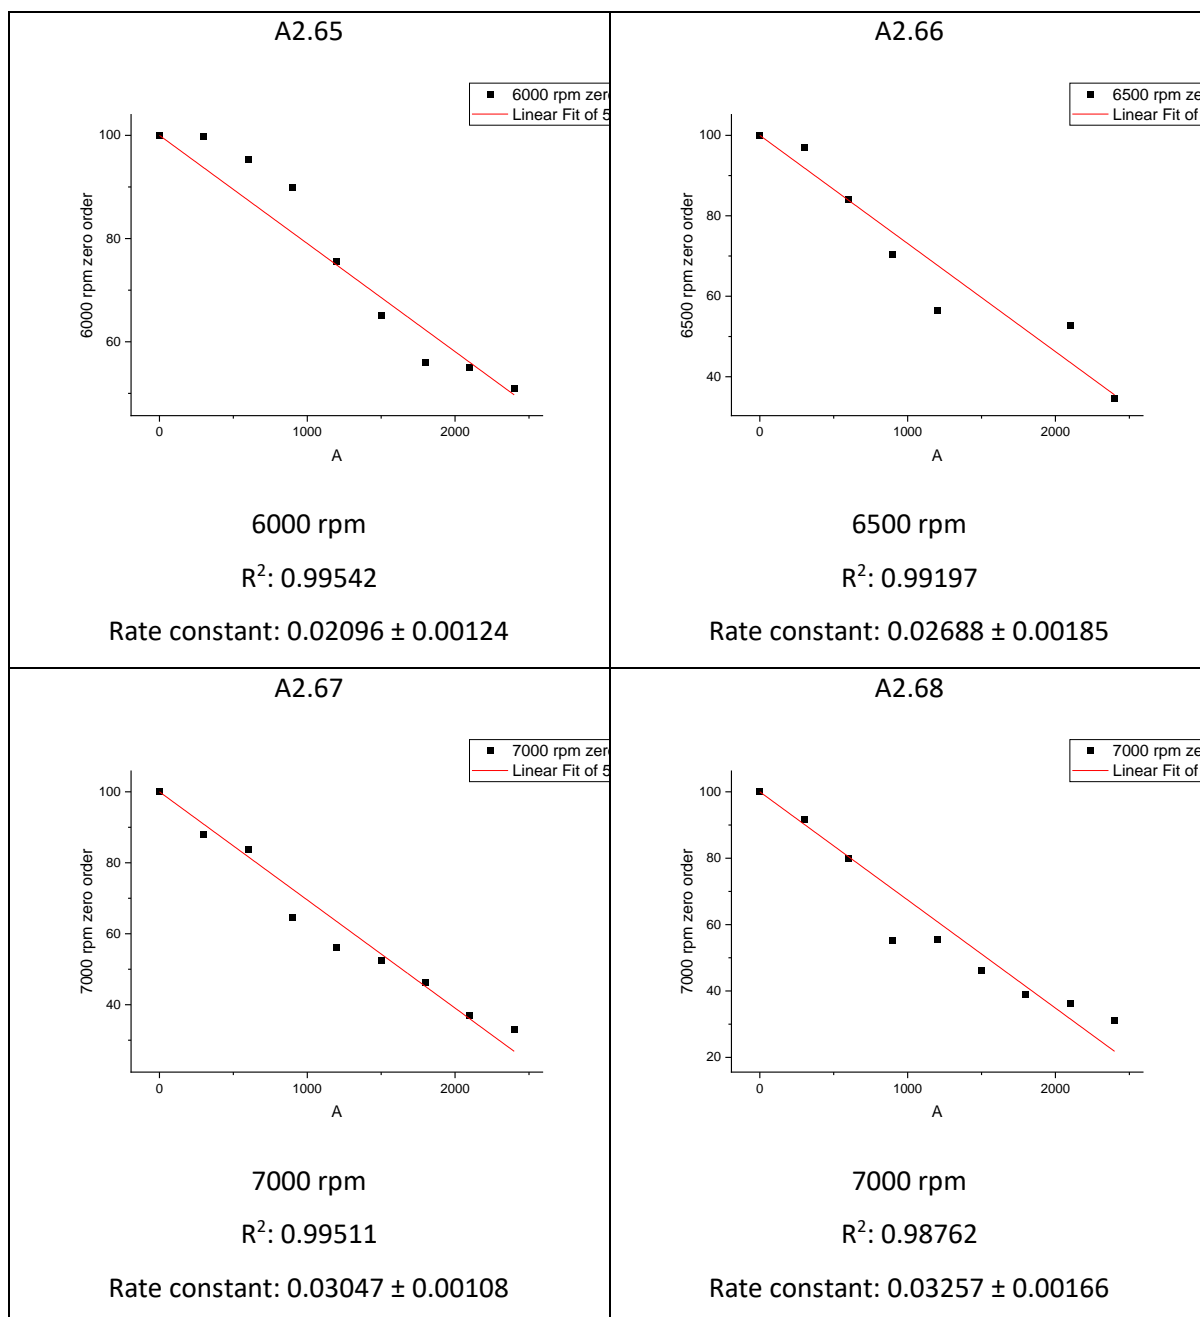 A2.65
6000 rpm zero
Linear Fit of 5
100
80
60
6000 rpm zero order
0
1000
2000
A
6000 rpm
R²: 0.99542
Rate constant: 0.02096 ± 0.00124
A2.66
6500 rpm ze
Linear Fit of
100
80
60
40
6500 rpm zero order
0
1000
2000
A
6500 rpm
R²: 0.99197
Rate constant: 0.02688 ± 0.00185
A2.67
7000 rpm zero
Linear Fit of 5
100
80
60
40
7000 rpm zero order
0
1000
2000
A
7000 rpm
R²: 0.99511
Rate constant: 0.03047 ± 0.00108
A2.68
7000 rpm ze
Linear Fit of
100
80
60
40
20
7000 rpm zero order
0
1000
2000
A
7000 rpm
R²: 0.98762
Rate constant: 0.03257 ± 0.00166